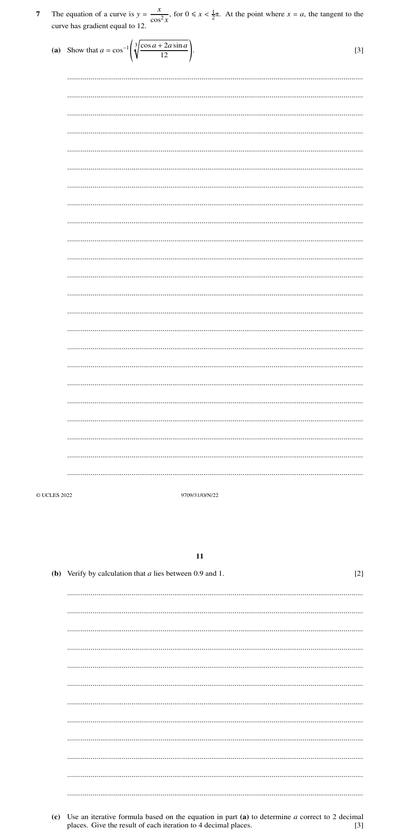 7 The equation of a curve is y = x/cos² x, for 0 ⩽ x < ½π. At the point where x = a, the tangent to the
curve has gradient equal to 12.
(a) Show that a = cos⁻¹(∛((cos a + 2a sin a)/12)). [3]
© UCLES 2022 9709/31/O/N/22
11
(b) Verify by calculation that a lies between 0.9 and 1. [2]
(c) Use an iterative formula based on the equation in part (a) to determine a correct to 2 decimal
places. Give the result of each iteration to 4 decimal places. [3]